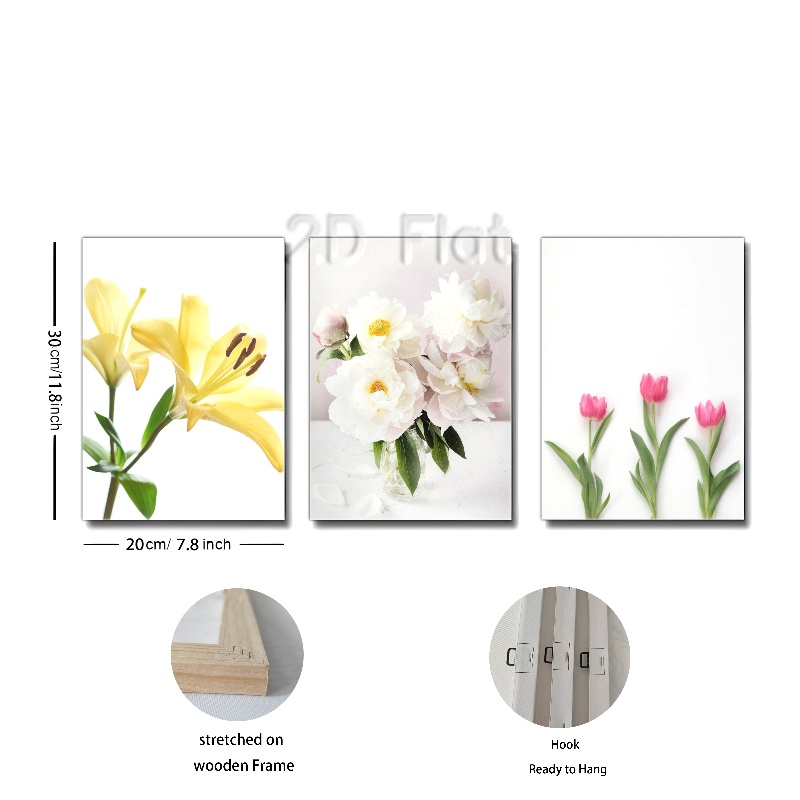 2D Flat
30cm/11.8inch
20cm/ 7.8 inch
stretched on
wooden Frame
Hook
Ready to Hang